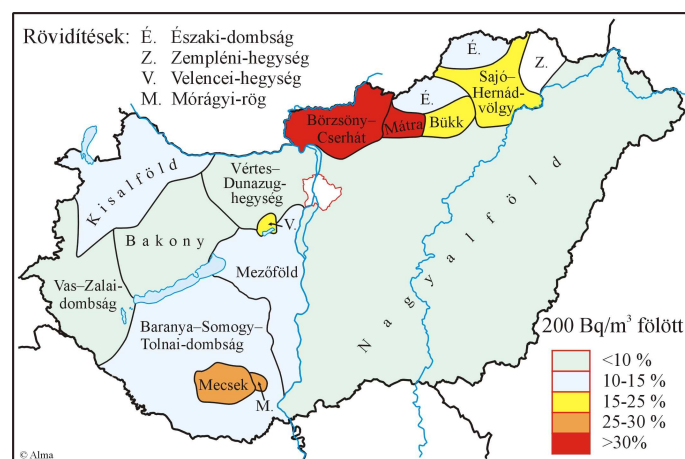 Rövidítések: É. Északi-dombság
Z. Zempléni-hegység
V. Velencei-hegység
M. Mórágyi-rög
É.
Z.
Sajó–
Hernád-
völgy
É.
Börzsöny–
Cserhát
Mátra
Bükk
Kisalföld
Vértes–
Dunazug-
hegység
V.
Bakony
Mezőföld
Vas–Zalai-
dombság
Baranya–Somogy–
Tolnai-dombság
Mecsek
M.
Nagyalföld
200 Bq/m³ fölött
<10 %
10-15 %
15-25 %
25-30 %
>30%
© Alma